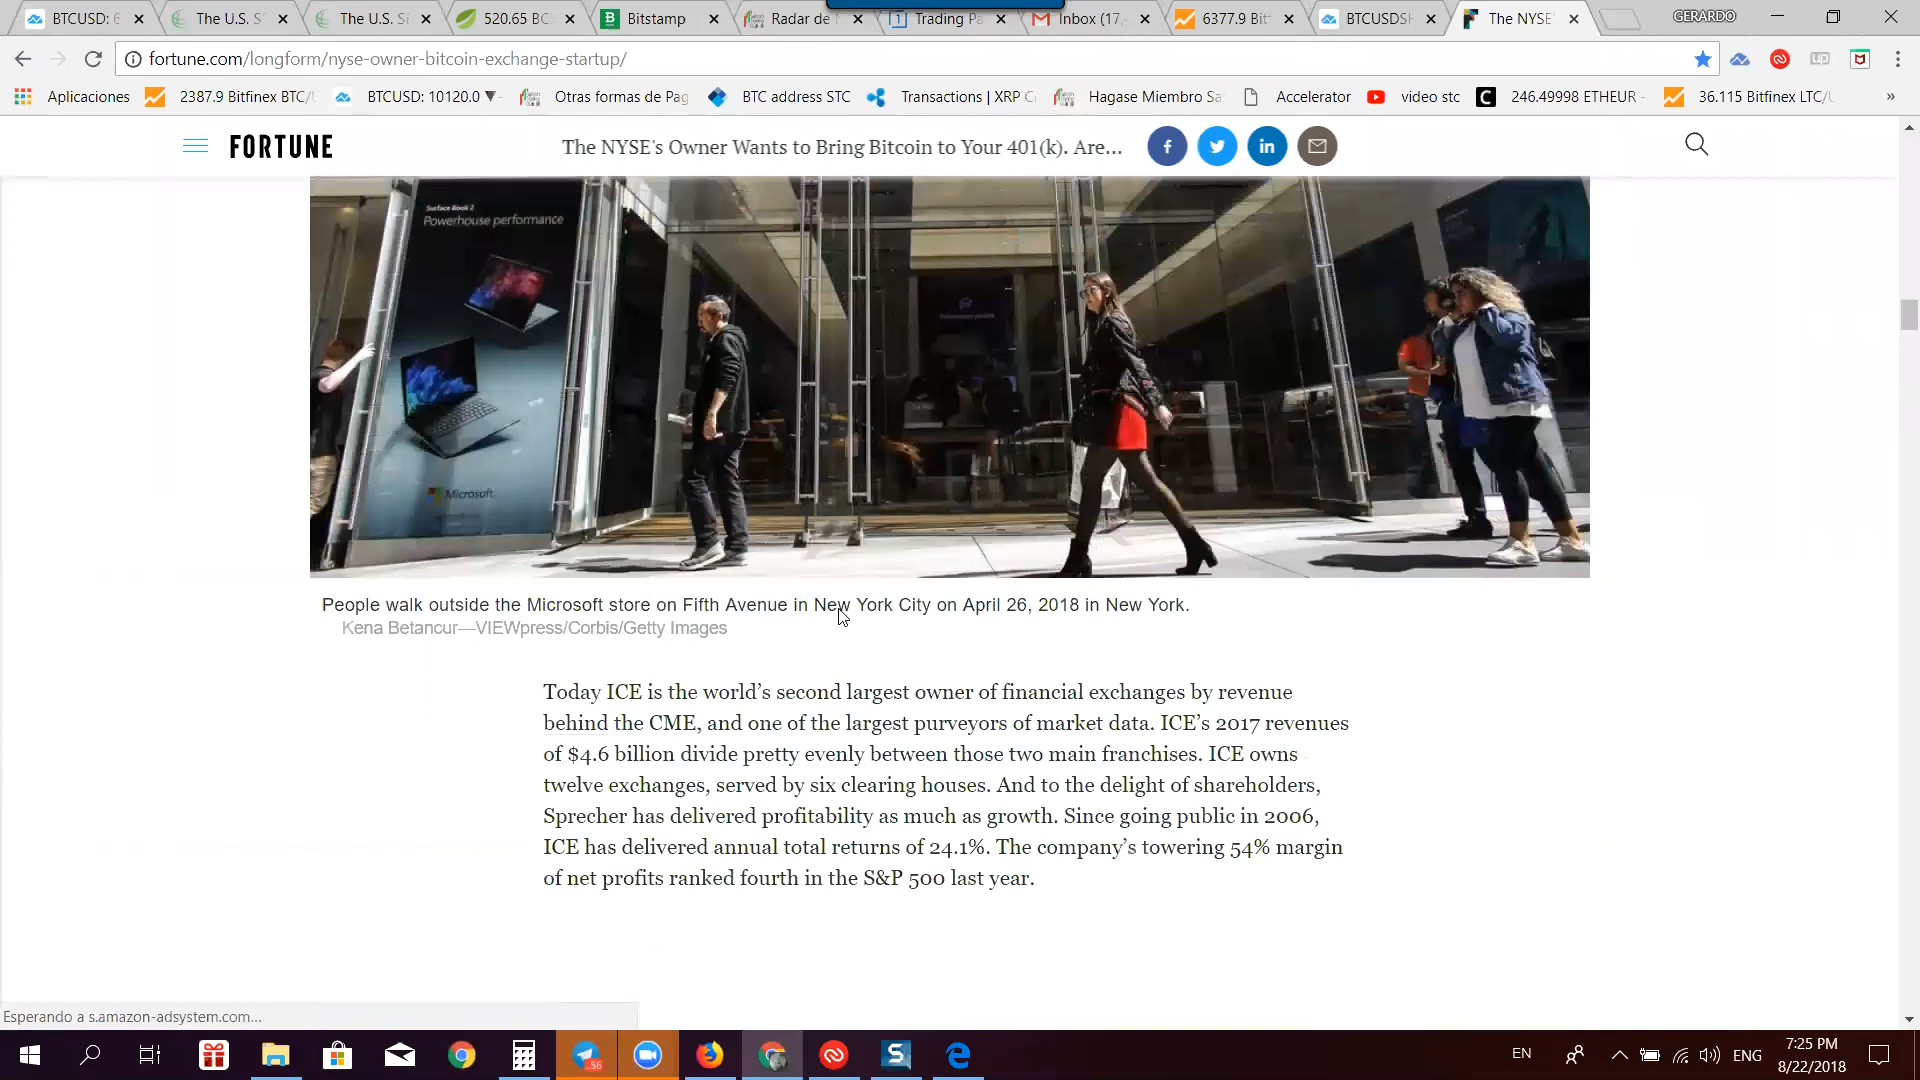 BTCUSD: 6
The U.S. S
The U.S. Si
520.65 BC
Bitstamp
Radar de
Trading Pa
Inbox (17,
6377.9 Bit
BTCUSDSH
The NYSE'
GERARDO
fortune.com/longform/nyse-owner-bitcoin-exchange-startup/
Aplicaciones
2387.9 Bitfinex BTC/U
BTCUSD: 10120.0 ▼
Otras formas de Pag
BTC address STC
Transactions | XRP C
Hagase Miembro Sa
Accelerator
video stc
246.49998 ETHEUR
36.115 Bitfinex LTC/U
»
FORTUNE
The NYSE's Owner Wants to Bring Bitcoin to Your 401(k). Are...
Surface Book 2
Powerhouse performance
Microsoft
People walk outside the Microsoft store on Fifth Avenue in New York City on April 26, 2018 in New York.
Kena Betancur—VIEWpress/Corbis/Getty Images
Today ICE is the world’s second largest owner of financial exchanges by revenue
behind the CME, and one of the largest purveyors of market data. ICE’s 2017 revenues
of $4.6 billion divide pretty evenly between those two main franchises. ICE owns
twelve exchanges, served by six clearing houses. And to the delight of shareholders,
Sprecher has delivered profitability as much as growth. Since going public in 2006,
ICE has delivered annual total returns of 24.1%. The company’s towering 54% margin
of net profits ranked fourth in the S&P 500 last year.
Esperando a s.amazon-adsystem.com...
56
EN
ENG
7:25 PM
8/22/2018